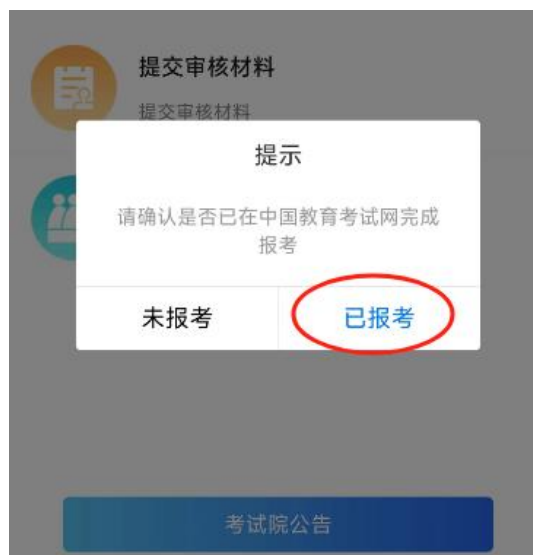 提交审核材料
提交审核材料
提示
请确认是否已在中国教育考试网完成
报考
未报考
已报考
考试院公告